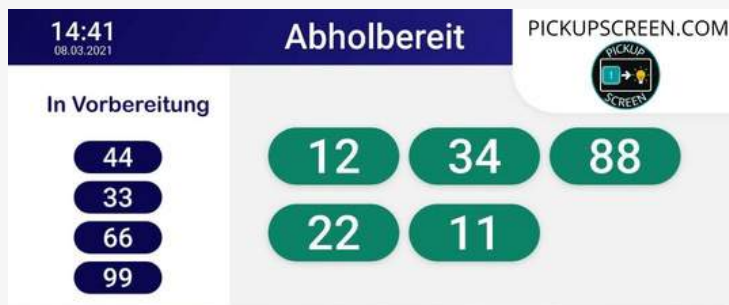 14:41
08.03.2021
Abholbereit
PICKUPSCREEN.COM
PICKUP
!
SCREEN
In Vorbereitung
44
33
66
99
12 34 88
22 11